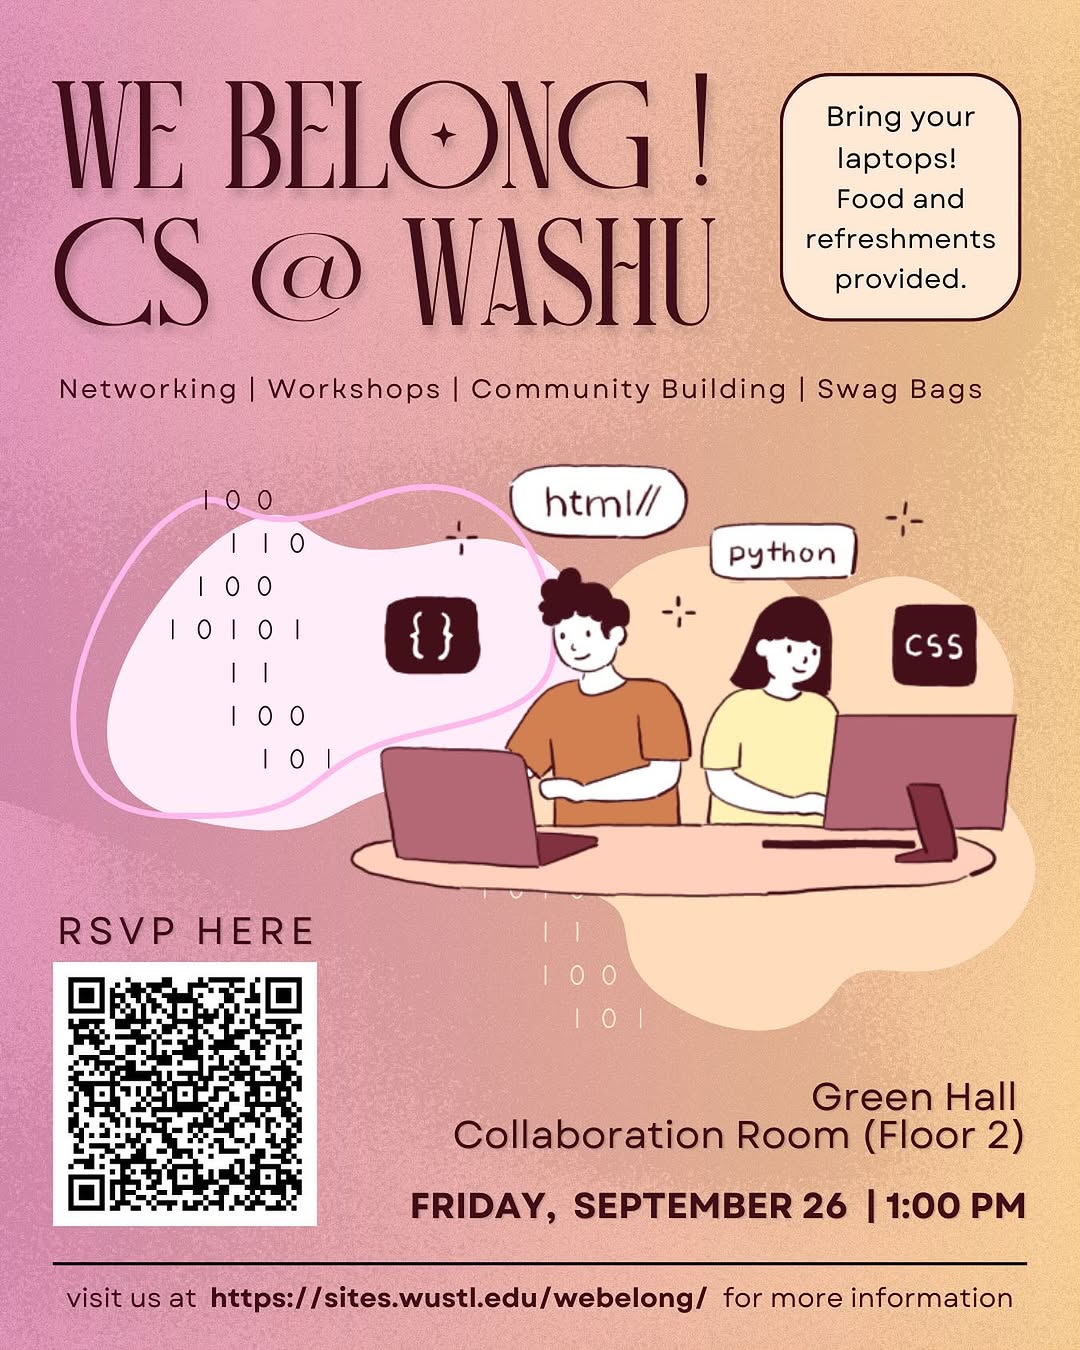 WE BELONG !
CS @ WASHU
Bring your
laptops!
Food and
refreshments
provided.
Networking | Workshops | Community Building | Swag Bags
100
110
100
10101
11
100
101
html//
python
{ }
CSS
11
100
101
RSVP HERE
Green Hall
Collaboration Room (Floor 2)
FRIDAY, SEPTEMBER 26 | 1:00 PM
visit us at https://sites.wustl.edu/webelong/ for more information